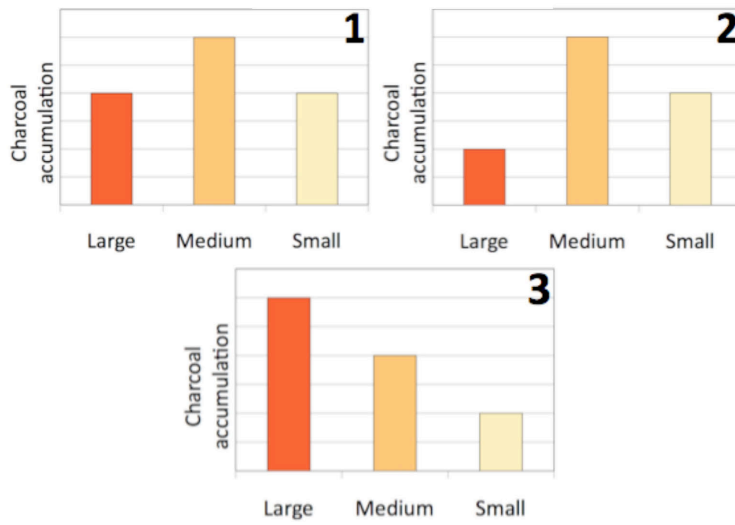 1
Charcoal
accumulation
Large Medium Small
2
Charcoal
accumulation
Large Medium Small
3
Charcoal
accumulation
Large Medium Small